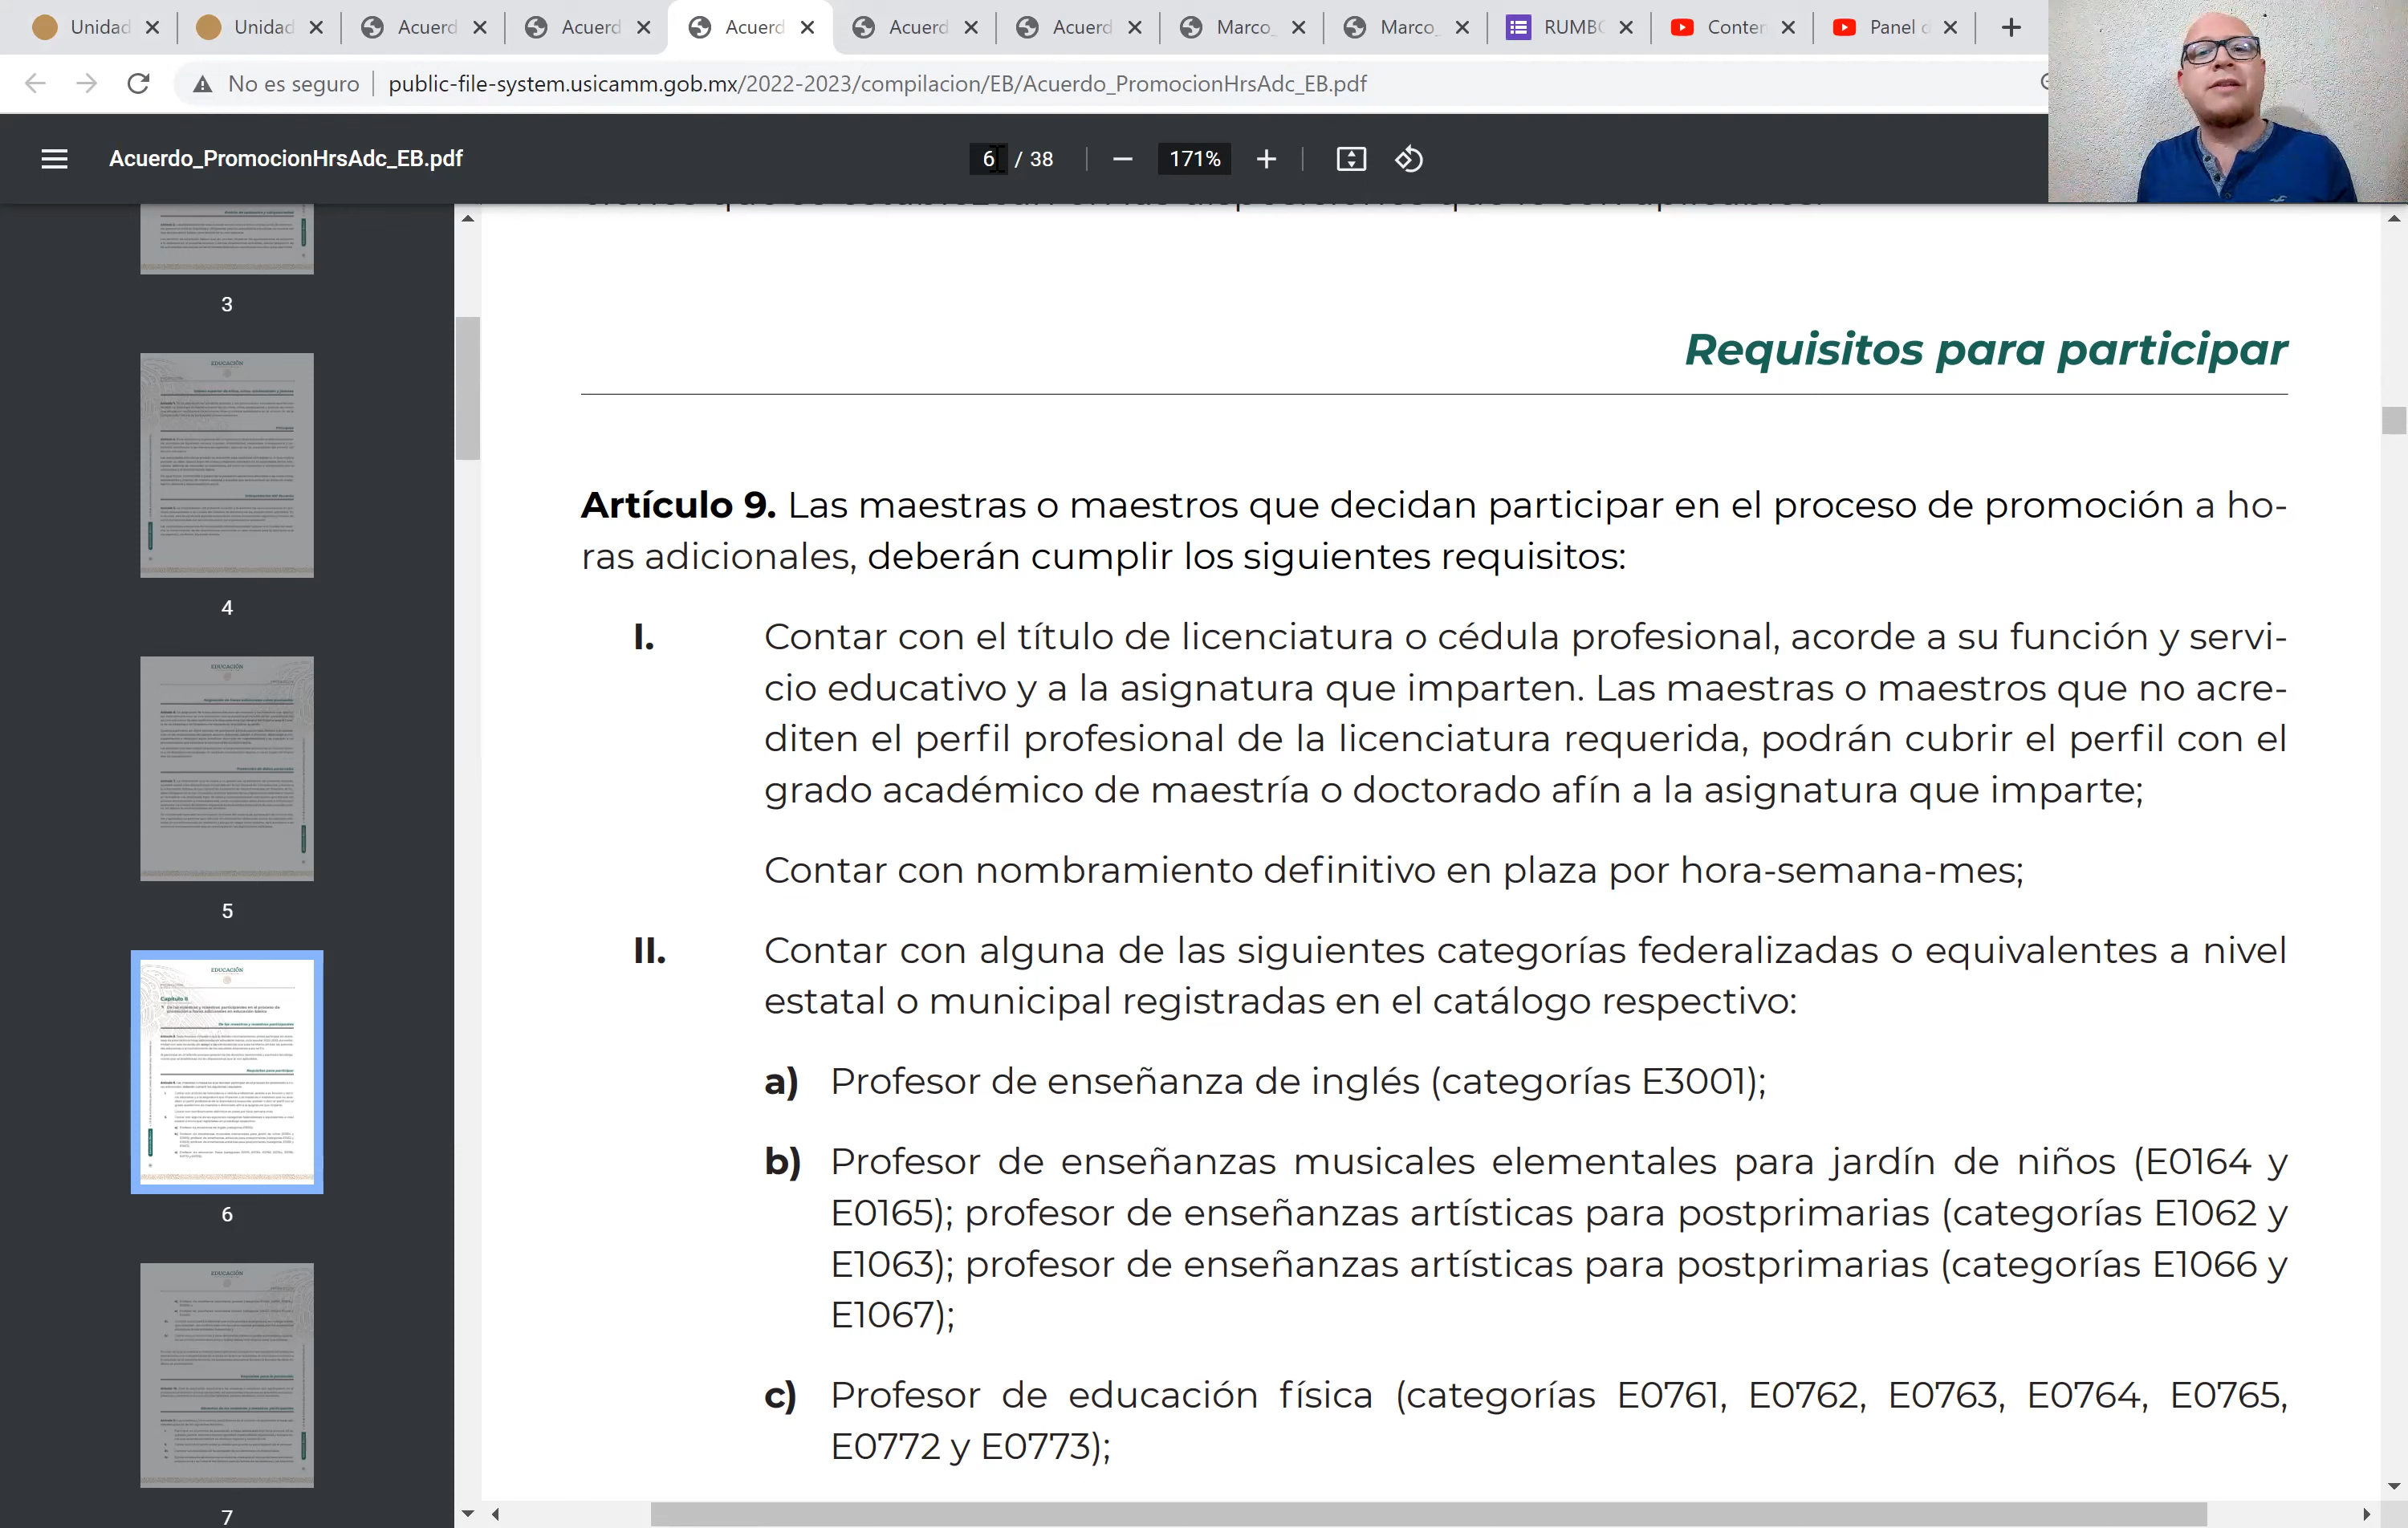 Unidad
Unidad
Acuerd
Acuerd
Acuerd
Acuerd
Acuerd
Marco_
Marco_
RUMBO
Conten
Panel d
No es seguro
public-file-system.usicamm.gob.mx/2022-2023/compilacion/EB/Acuerdo_PromocionHrsAdc_EB.pdf
Acuerdo_PromocionHrsAdc_EB.pdf
6 / 38
171%
3
EDUCACIÓN
4
EDUCACIÓN
5
EDUCACIÓN
Capítulo II
6
EDUCACIÓN
7
Requisitos para participar
Artículo 9. Las maestras o maestros que decidan participar en el proceso de promoción a ho-
ras adicionales, deberán cumplir los siguientes requisitos:
I. Contar con el título de licenciatura o cédula profesional, acorde a su función y servi-
cio educativo y a la asignatura que imparten. Las maestras o maestros que no acre-
diten el perfil profesional de la licenciatura requerida, podrán cubrir el perfil con el
grado académico de maestría o doctorado afín a la asignatura que imparte;
Contar con nombramiento definitivo en plaza por hora-semana-mes;
II. Contar con alguna de las siguientes categorías federalizadas o equivalentes a nivel
estatal o municipal registradas en el catálogo respectivo:
a) Profesor de enseñanza de inglés (categorías E3001);
b) Profesor de enseñanzas musicales elementales para jardín de niños (E0164 y
E0165); profesor de enseñanzas artísticas para postprimarias (categorías E1062 y
E1063); profesor de enseñanzas artísticas para postprimarias (categorías E1066 y
E1067);
c) Profesor de educación física (categorías E0761, E0762, E0763, E0764, E0765,
E0772 y E0773);